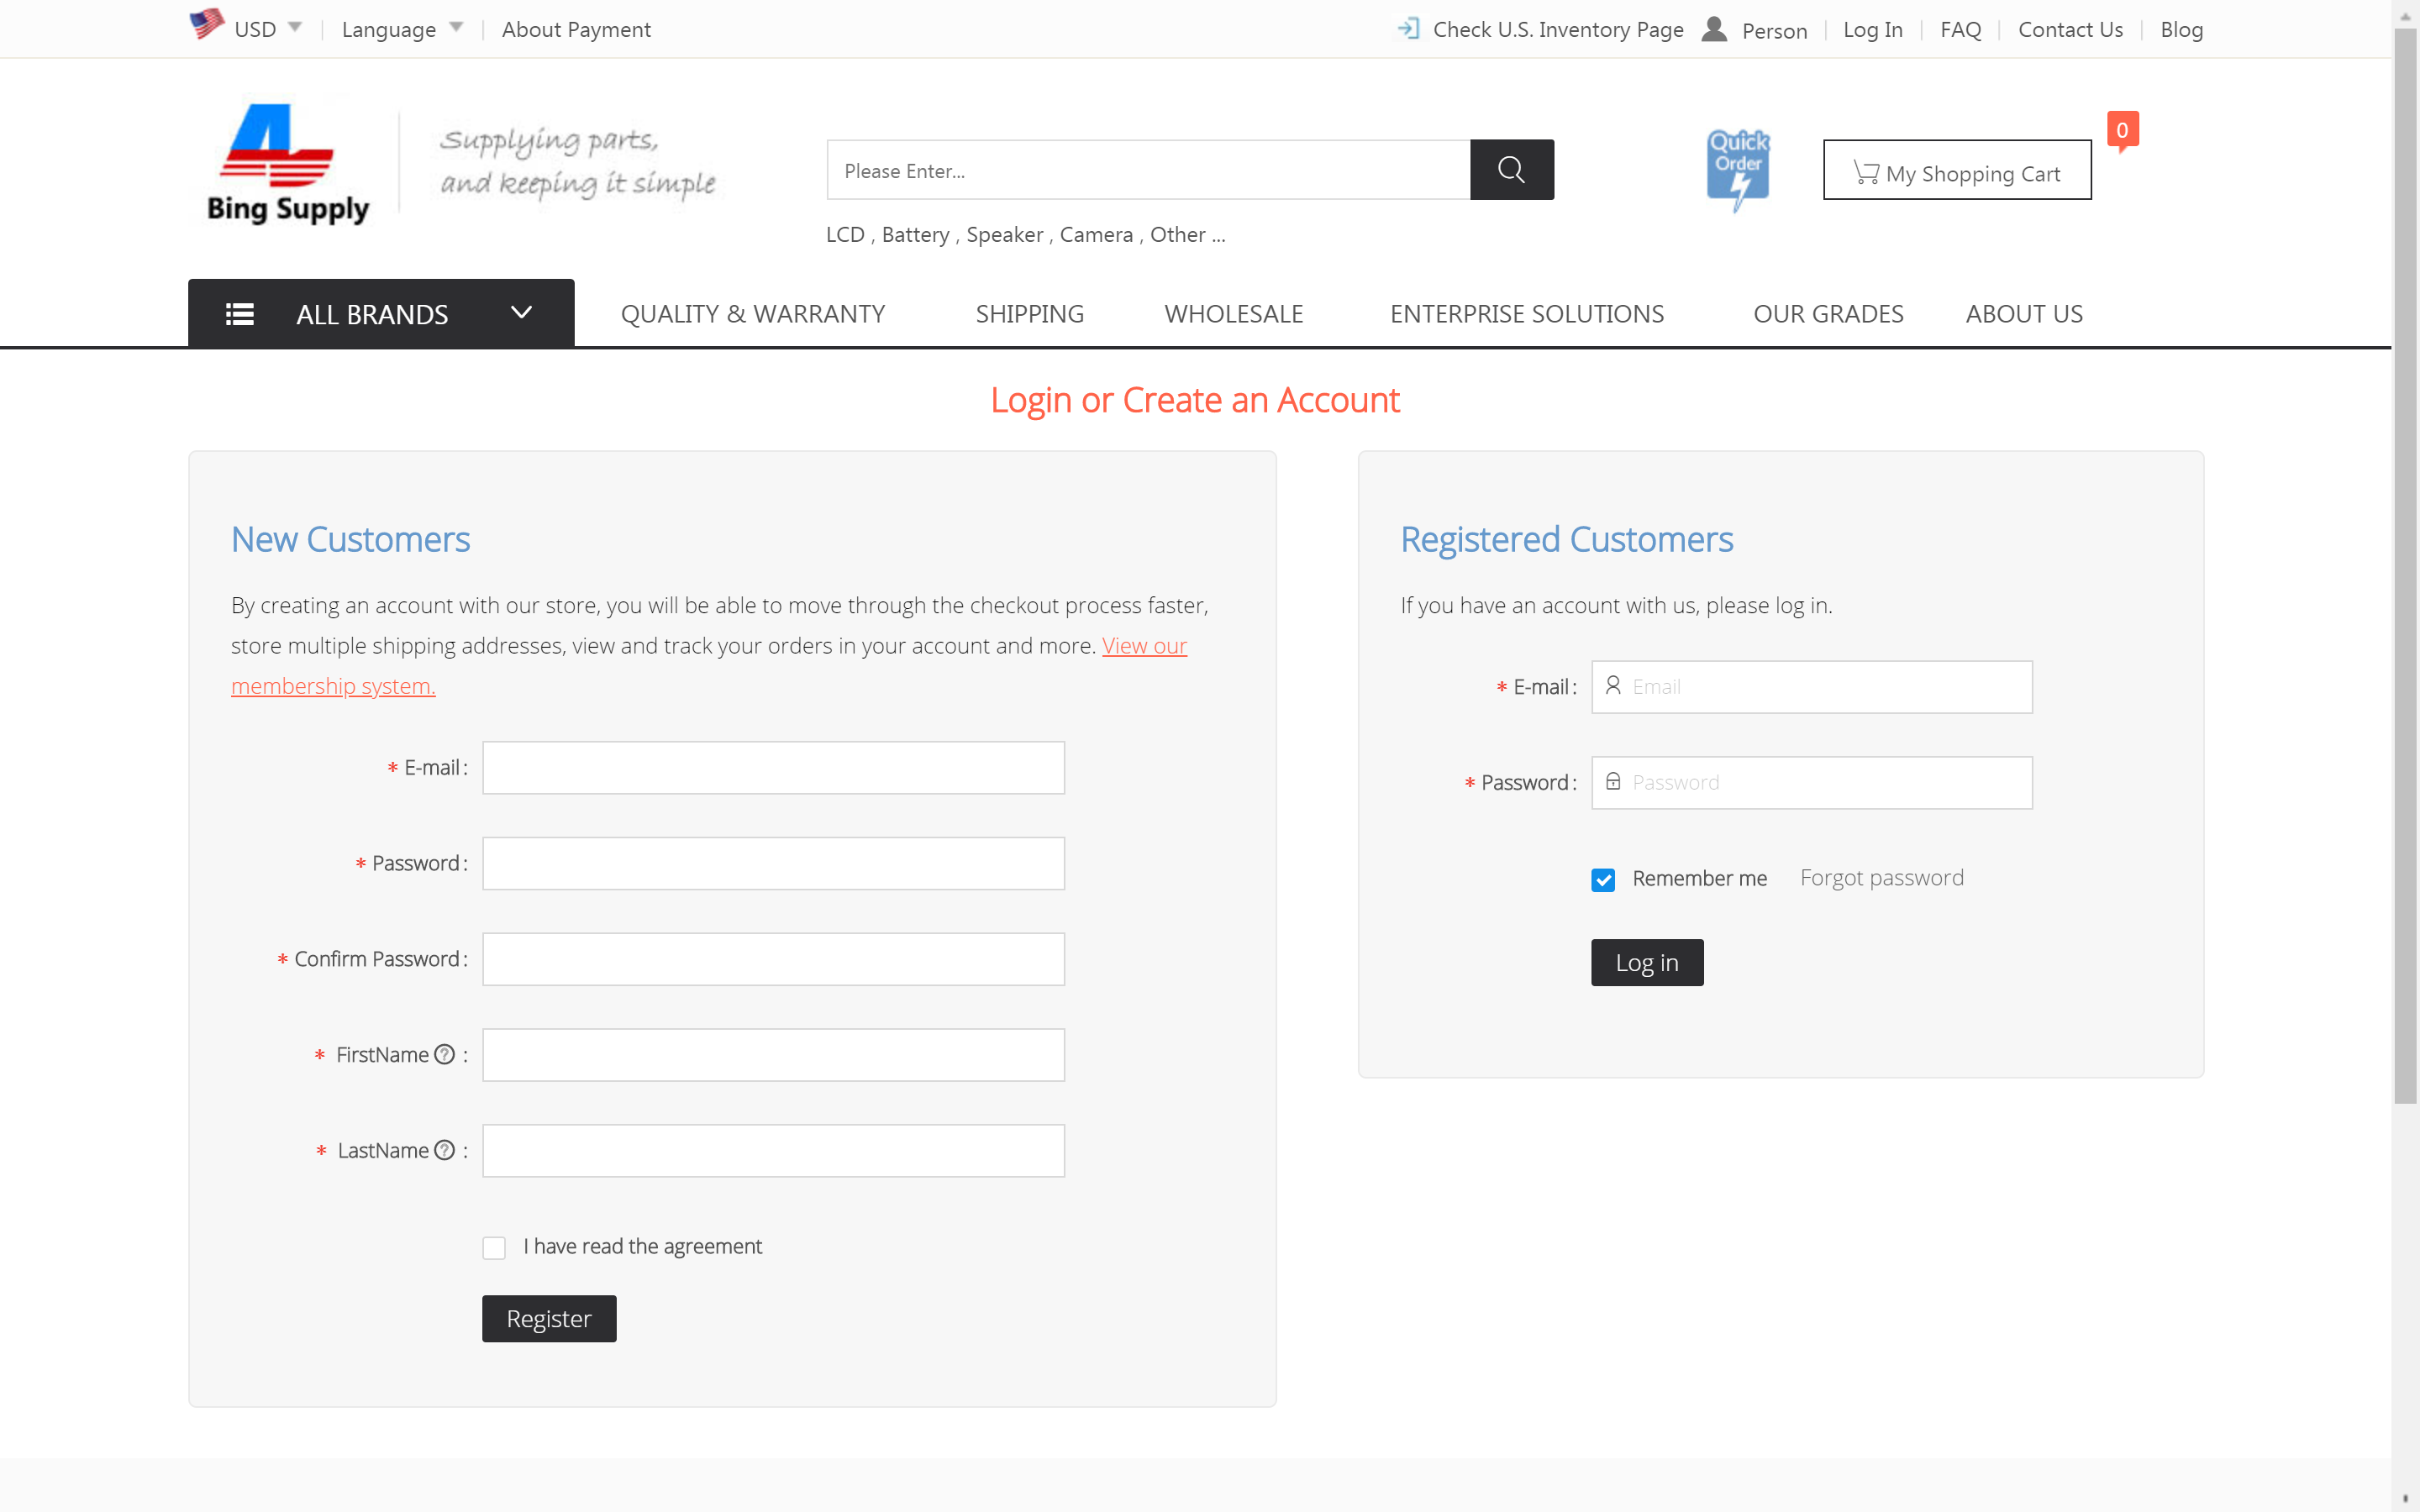 USD Language About Payment Check U.S. Inventory Page Person Log In FAQ Contact Us Blog
Bing Supply
Supplying parts,
and keeping it simple
Please Enter...
Quick
Order
My Shopping Cart
0
LCD , Battery , Speaker , Camera , Other ...
ALL BRANDS QUALITY & WARRANTY SHIPPING WHOLESALE ENTERPRISE SOLUTIONS OUR GRADES ABOUT US
Login or Create an Account
New Customers
By creating an account with our store, you will be able to move through the checkout process faster,
store multiple shipping addresses, view and track your orders in your account and more. View our
membership system.
* E-mail :
* Password :
* Confirm Password :
* FirstName ? :
* LastName ? :
I have read the agreement
Register
Registered Customers
If you have an account with us, please log in.
* E-mail : Email
* Password : Password
Remember me Forgot password
Log in